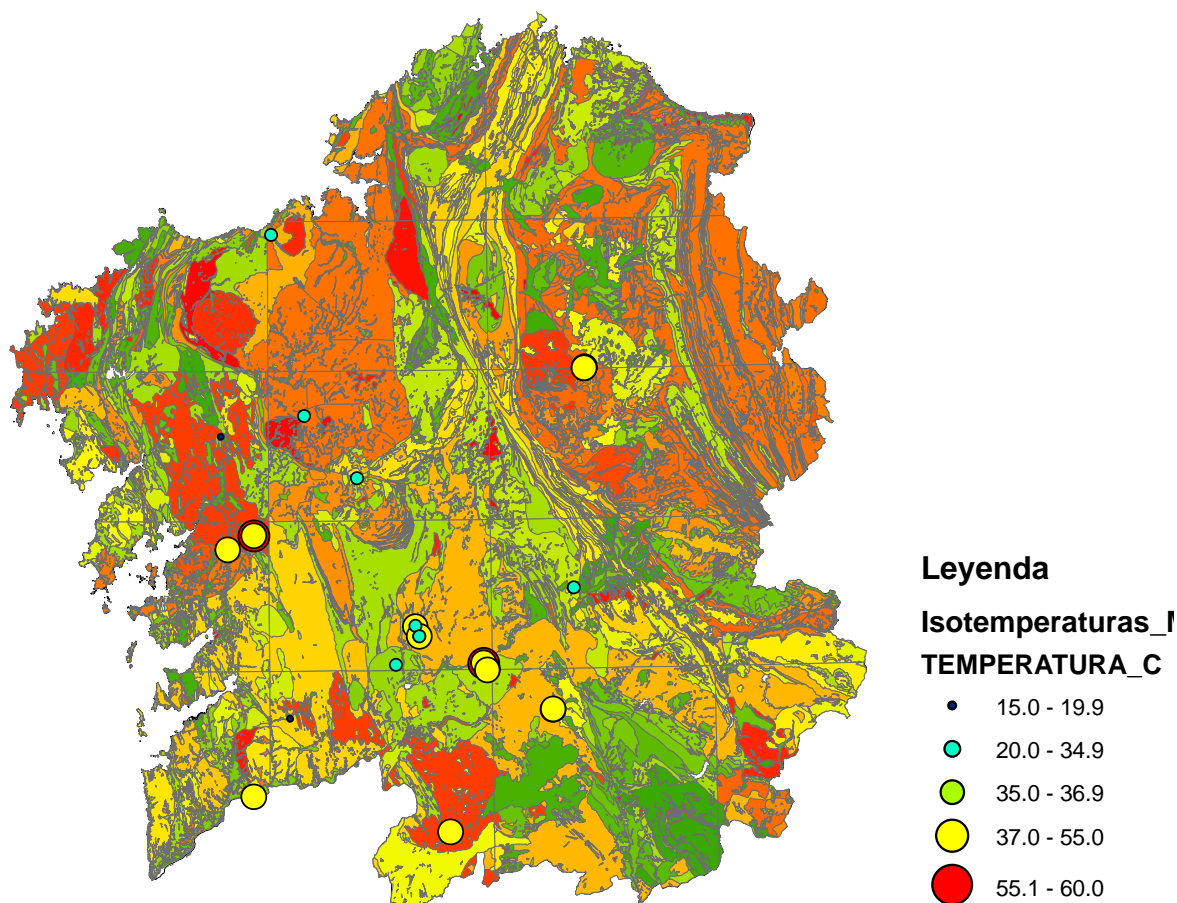 Leyenda
Isotemperaturas_
TEMPERATURA_C
15.0 - 19.9
20.0 - 34.9
35.0 - 36.9
37.0 - 55.0
55.1 - 60.0